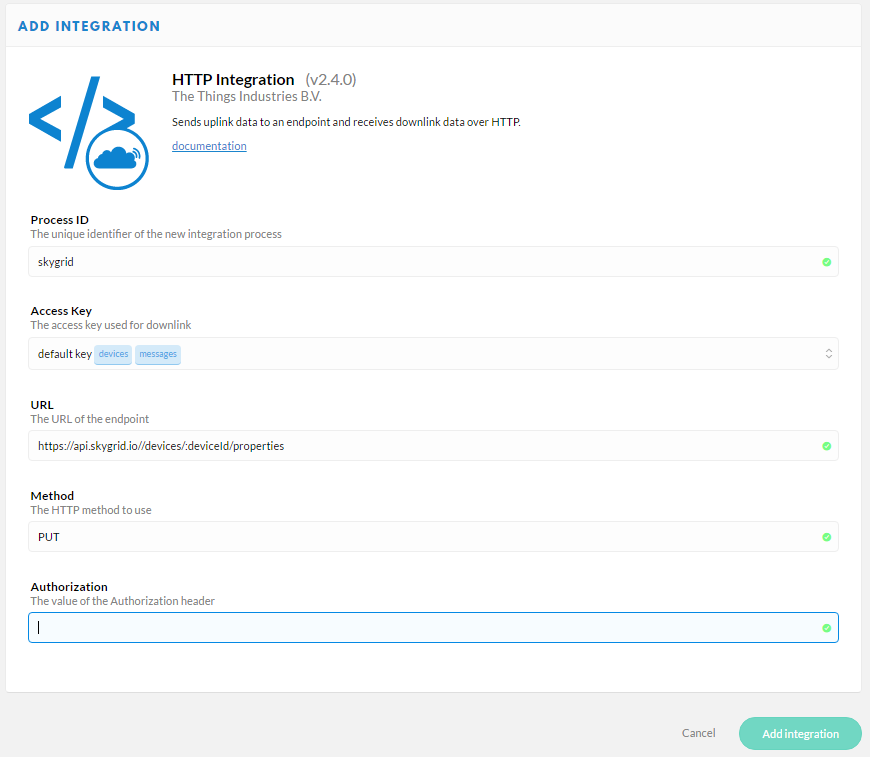 ADD INTEGRATION
HTTP Integration (v2.4.0)
The Things Industries B.V.
Sends uplink data to an endpoint and receives downlink data over HTTP.
documentation
Process ID
The unique identifier of the new integration process
skygrid
Access Key
The access key used for downlink
default key devices messages
URL
The URL of the endpoint
https://api.skygrid.io//devices/:deviceId/properties
Method
The HTTP method to use
PUT
Authorization
The value of the Authorization header
Cancel Add integration